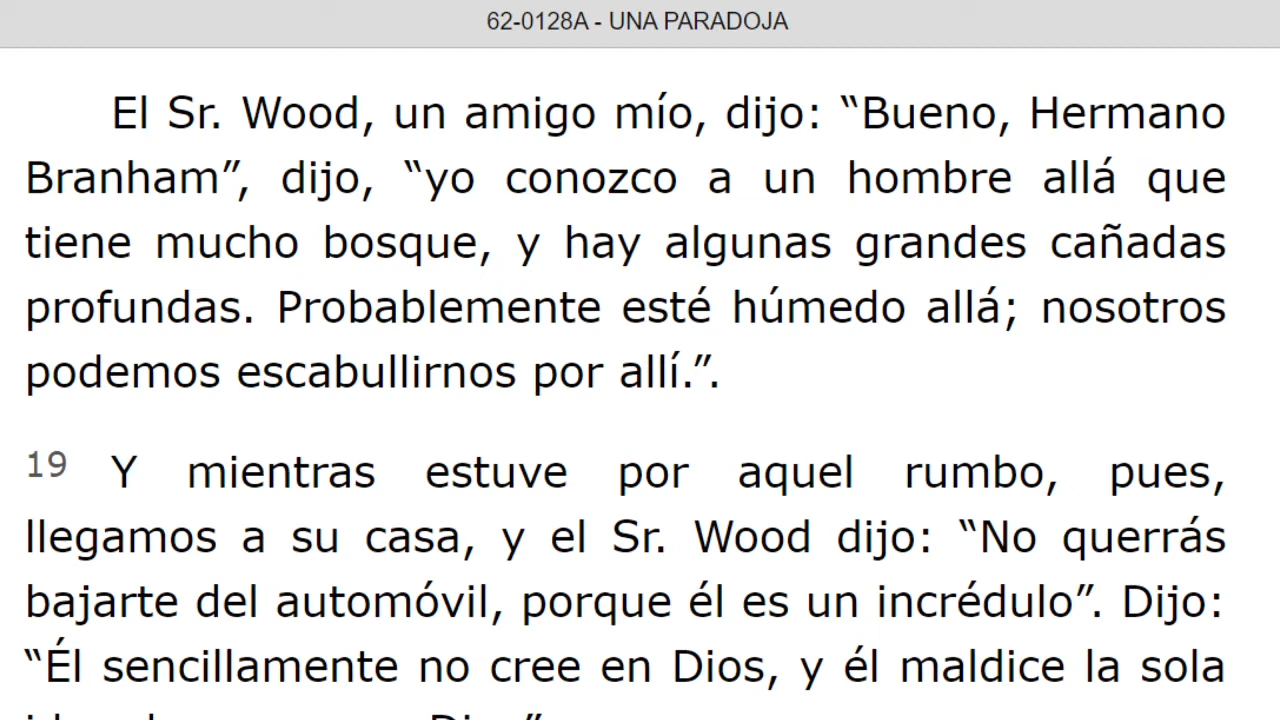 62-0128A - UNA PARADOJA
El Sr. Wood, un amigo mío, dijo: “Bueno, Hermano
Branham”, dijo, “yo conozco a un hombre allá que
tiene mucho bosque, y hay algunas grandes cañadas
profundas. Probablemente esté húmedo allá; nosotros
podemos escabullirnos por allí.”.
19 Y mientras estuve por aquel rumbo, pues,
llegamos a su casa, y el Sr. Wood dijo: “No querrás
bajarte del automóvil, porque él es un incrédulo”. Dijo:
“Él sencillamente no cree en Dios, y él maldice la sola